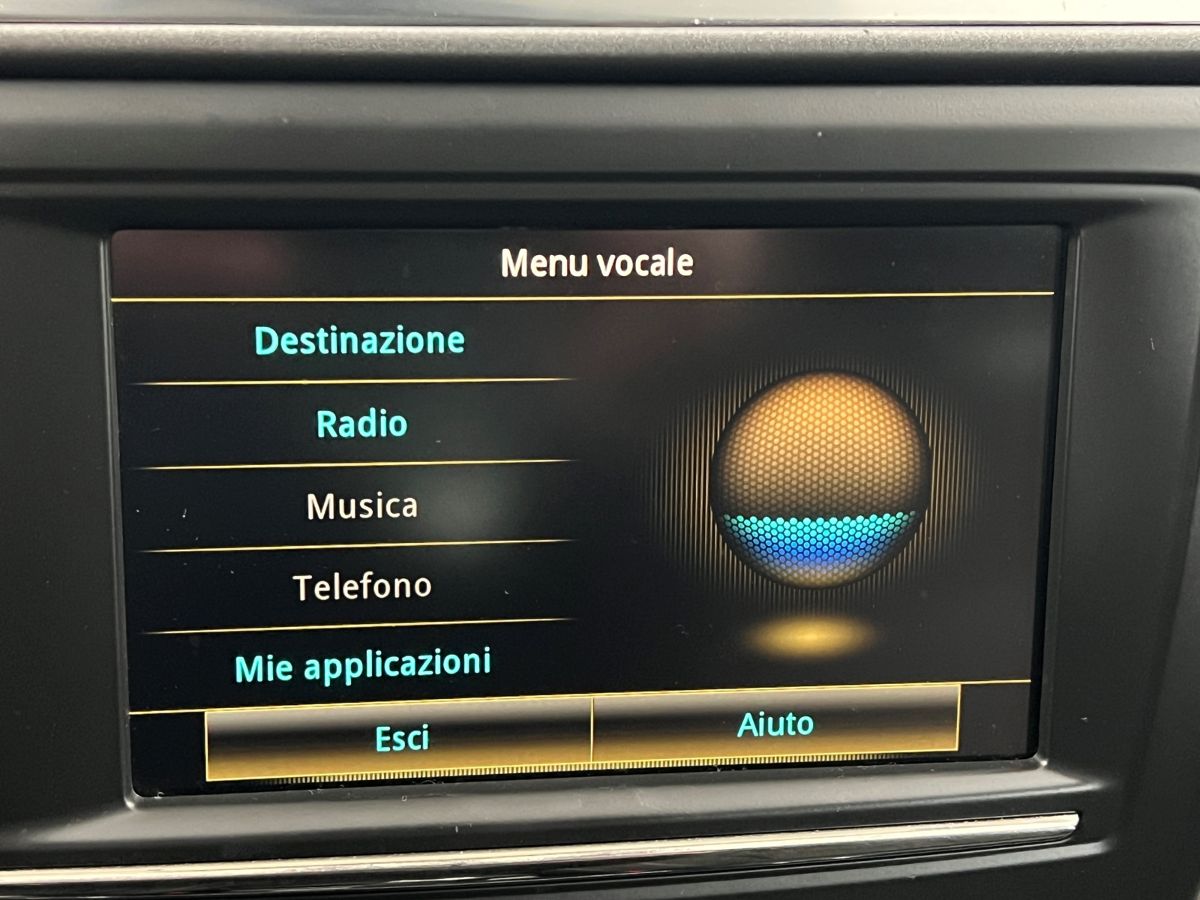 Menu vocale
Destinazione
Radio
Musica
Telefono
Mie applicazioni
Esci
Aiuto